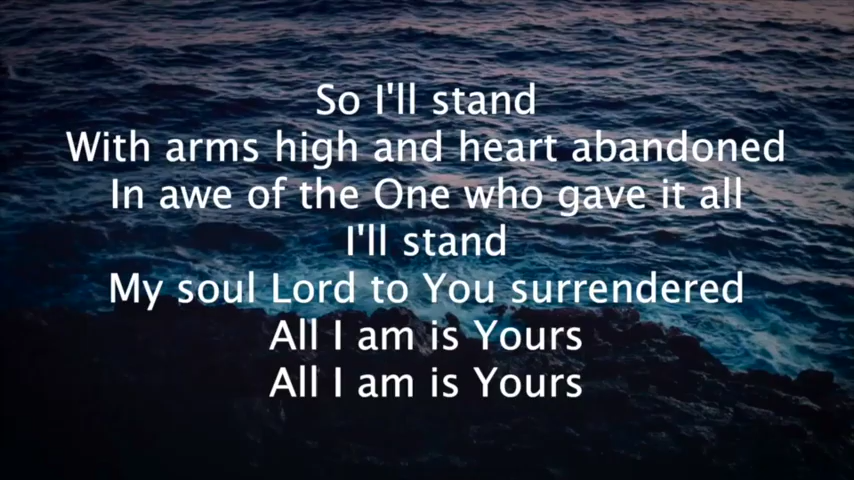 So I'll stand
With arms high and heart abandoned
In awe of the One who gave it all
I'll stand
My soul Lord to You surrendered
All I am is Yours
All I am is Yours